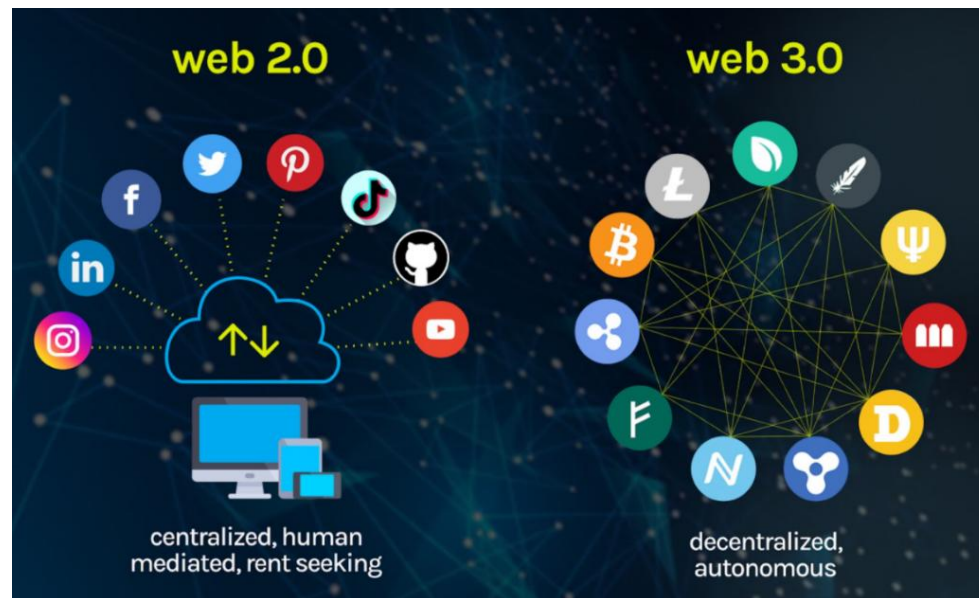 web 2.0
centralized, human
mediated, rent seeking
web 3.0
decentralized,
autonomous